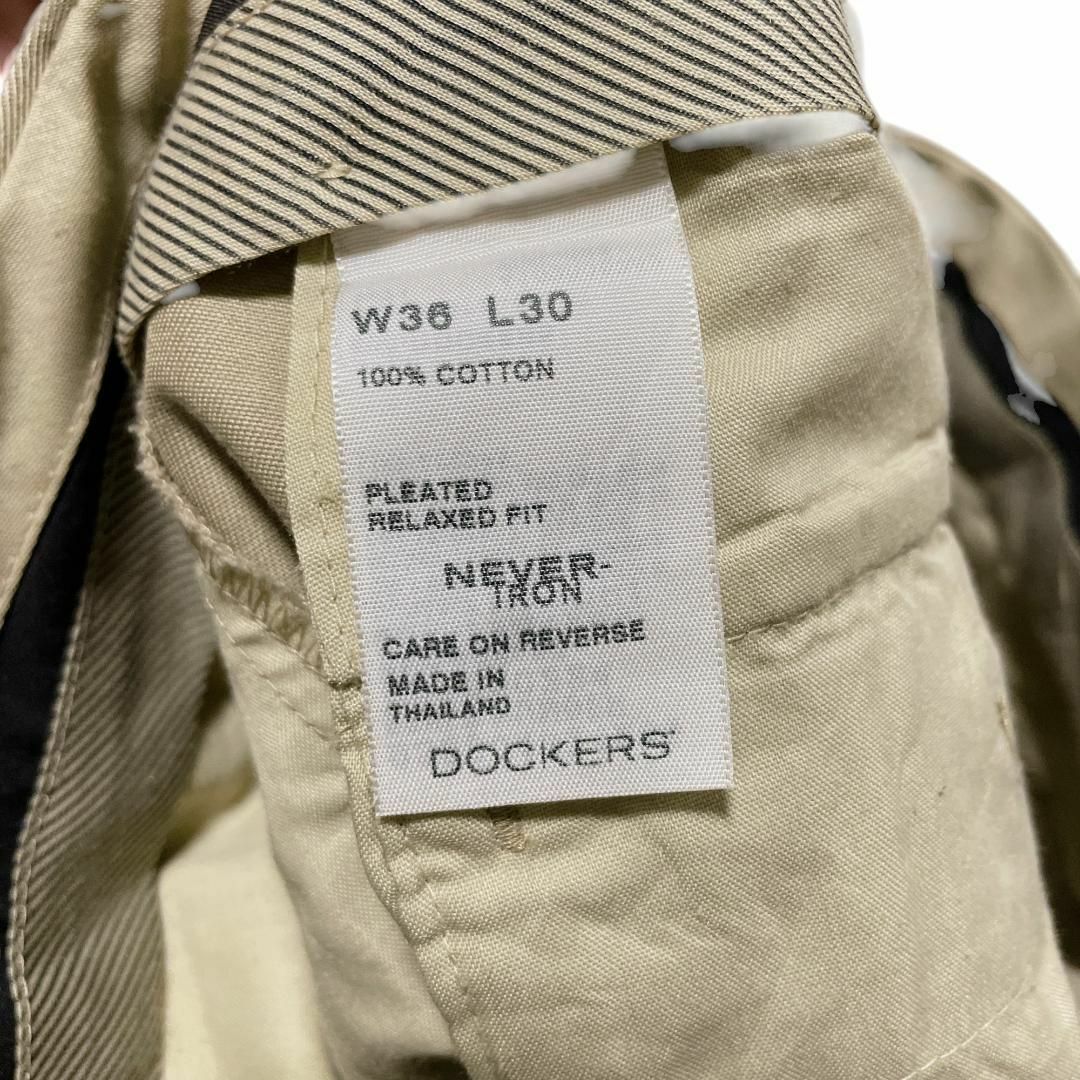 W36 L30
100% COTTON
PLEATED
RELAXED FIT
NEVER-
IRON
CARE ON REVERSE
MADE IN
THAILAND
DOCKERS